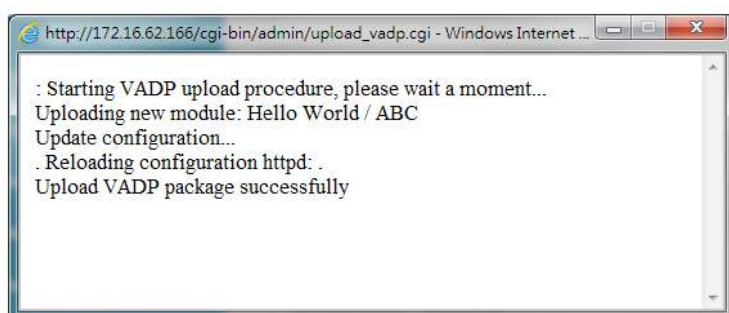 http://172.16.62.166/cgi-bin/admin/upload_vadp.cgi - Windows Internet ...
: Starting VADP upload procedure, please wait a moment...
Uploading new module: Hello World / ABC
Update configuration...
. Reloading configuration httpd: .
Upload VADP package successfully